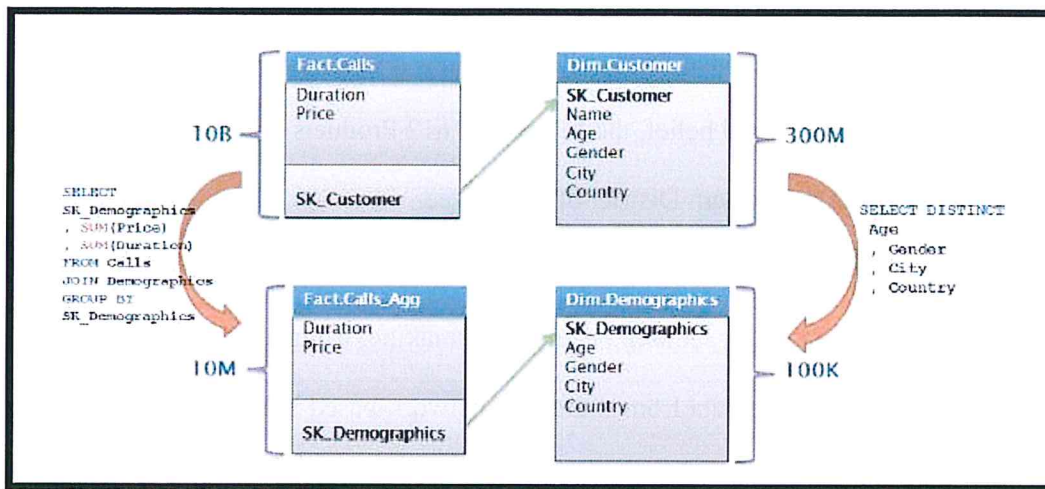 Fact.Calls
Duration
Price
SK_Customer
10B
Dim.Customer
SK_Customer
Name
Age
Gender
City
Country
300M
SELECT
SK_Demographics
, SUM(Price)
, SUM(Duration)
FROM Calls
JOIN Demographics
GROUP BY
SK_Demographics
SELECT DISTINCT
Age
, Gender
, City
, Country
Fact.Calls_Agg
Duration
Price
SK_Demographics
10M
Dim.Demographics
SK_Demographics
Age
Gender
City
Country
100K